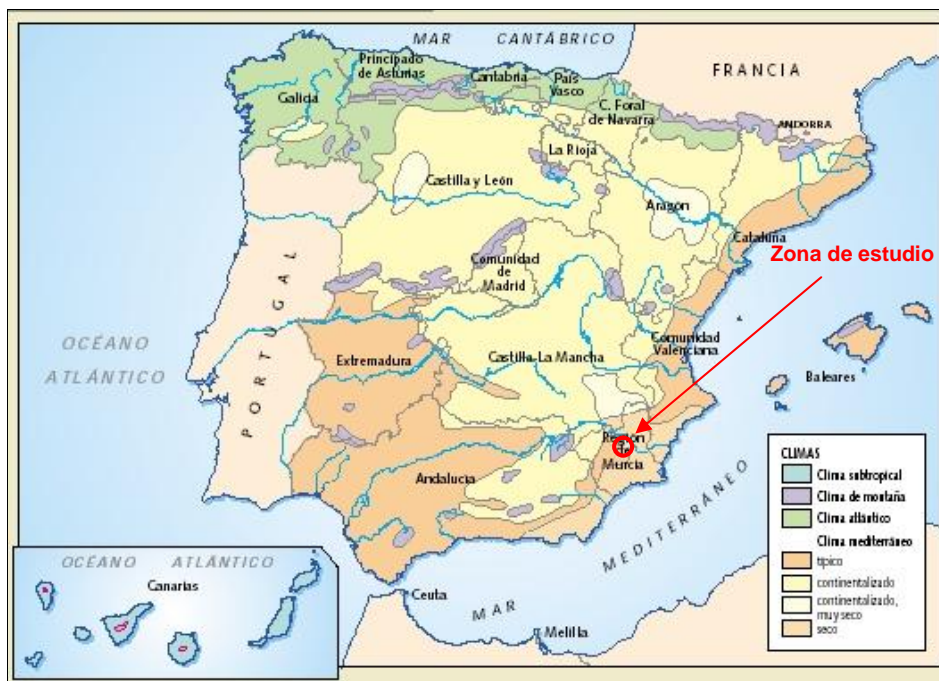 MAR CANTÁBRICO
Principado
de Asturias
Cantabria
País
Vasco
FRANCIA
Galicia
C. Foral
de Navarra
ANDORRA
La Rioja
Castilla y León
Aragón
Cataluña
Zona de estudio
Comunidad
de
Madrid
PORTUGAL
OCÉANO
ATLÁNTICO
Extremadura
Castilla-La Mancha
Comunidad
Valenciana
Baleares
Región
de
Murcia
Andalucía
MAR MEDITERRÁNEO
CLIMAS
Clima subtropical
Clima de montaña
Clima atlántico
Clima mediterráneo
típico
continentalizado
continentalizado,
muy seco
seco
OCÉANO ATLÁNTICO
Canarias
Ceuta
Melilla